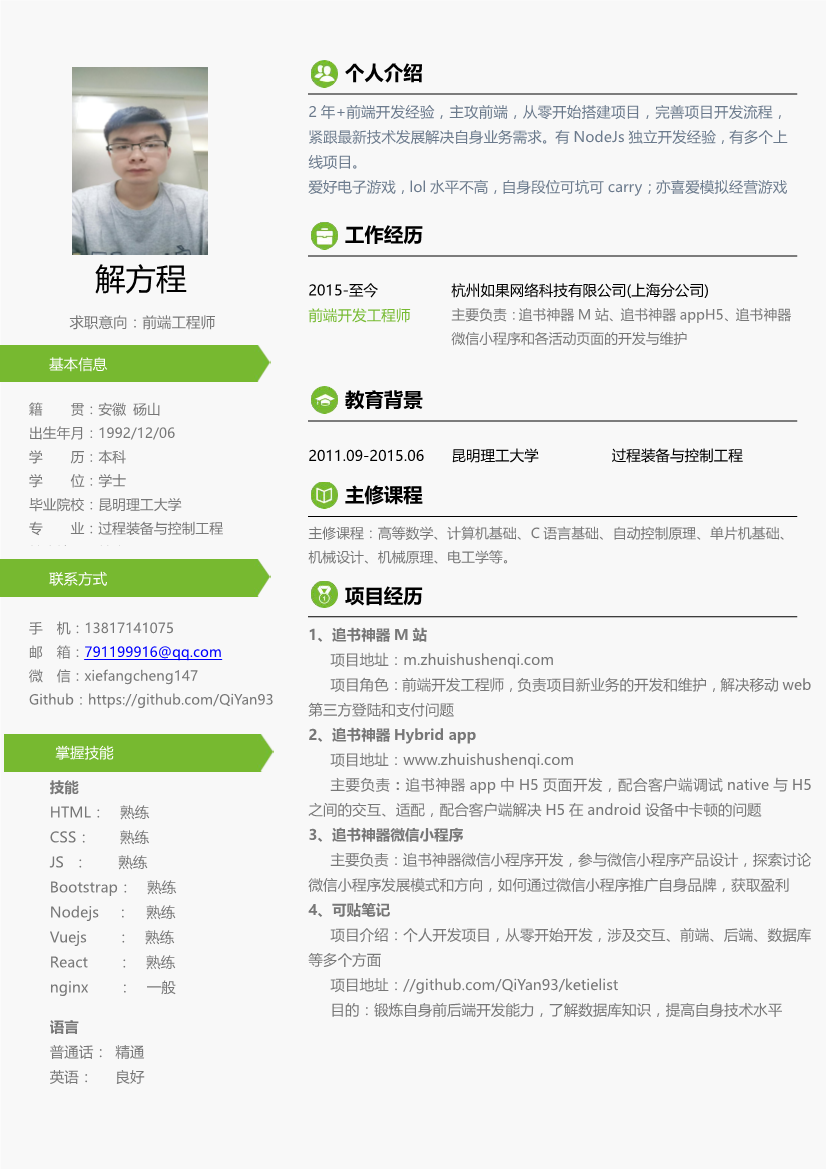 解方程
求职意向：前端工程师
基本信息
籍 贯：安徽 砀山
出生年月：1992/12/06
学 历：本科
学 位：学士
毕业院校：昆明理工大学
专 业：过程装备与控制工程
联系方式
手 机：13817141075
邮 箱：791199916@qq.com
微 信：xiefangcheng147
Github：https://github.com/QiYan93
掌握技能
技能
HTML： 熟练
CSS： 熟练
JS ： 熟练
Bootstrap： 熟练
Nodejs ： 熟练
Vuejs ： 熟练
React ： 熟练
nginx ： 一般
语言
普通话： 精通
英语： 良好
个人介绍
2 年+前端开发经验，主攻前端，从零开始搭建项目，完善项目开发流程，
紧跟最新技术发展解决自身业务需求。有 NodeJs 独立开发经验，有多个上
线项目。
爱好电子游戏，lol 水平不高，自身段位可坑可 carry；亦喜爱模拟经营游戏
工作经历
2015-至今 杭州如果网络科技有限公司(上海分公司)
前端开发工程师 主要负责：追书神器 M 站、追书神器 appH5、追书神器
微信小程序和各活动页面的开发与维护
教育背景
2011.09-2015.06 昆明理工大学 过程装备与控制工程
主修课程
主修课程：高等数学、计算机基础、C 语言基础、自动控制原理、单片机基础、
机械设计、机械原理、电工学等。
项目经历
1、追书神器 M 站
项目地址：m.zhuishushenqi.com
项目角色：前端开发工程师，负责项目新业务的开发和维护，解决移动 web
第三方登陆和支付问题
2、追书神器 Hybrid app
项目地址：www.zhuishushenqi.com
主要负责：追书神器 app 中 H5 页面开发，配合客户端调试 native 与 H5
之间的交互、适配，配合客户端解决 H5 在 android 设备中卡顿的问题
3、追书神器微信小程序
主要负责：追书神器微信小程序开发，参与微信小程序产品设计，探索讨论
微信小程序发展模式和方向，如何通过微信小程序推广自身品牌，获取盈利
4、可贴笔记
项目介绍：个人开发项目，从零开始开发，涉及交互、前端、后端、数据库
等多个方面
项目地址：//github.com/QiYan93/ketielist
目的：锻炼自身前后端开发能力，了解数据库知识，提高自身技术水平